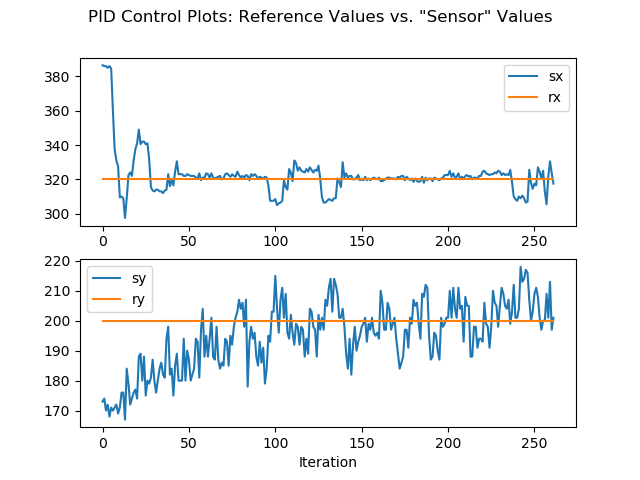 PID Control Plots: Reference Values vs. "Sensor" Values
380
360
340
320
300
sx
rx
0 50 100 150 200 250
220
210
200
190
180
170
sy
ry
0 50 100 150 200 250
Iteration